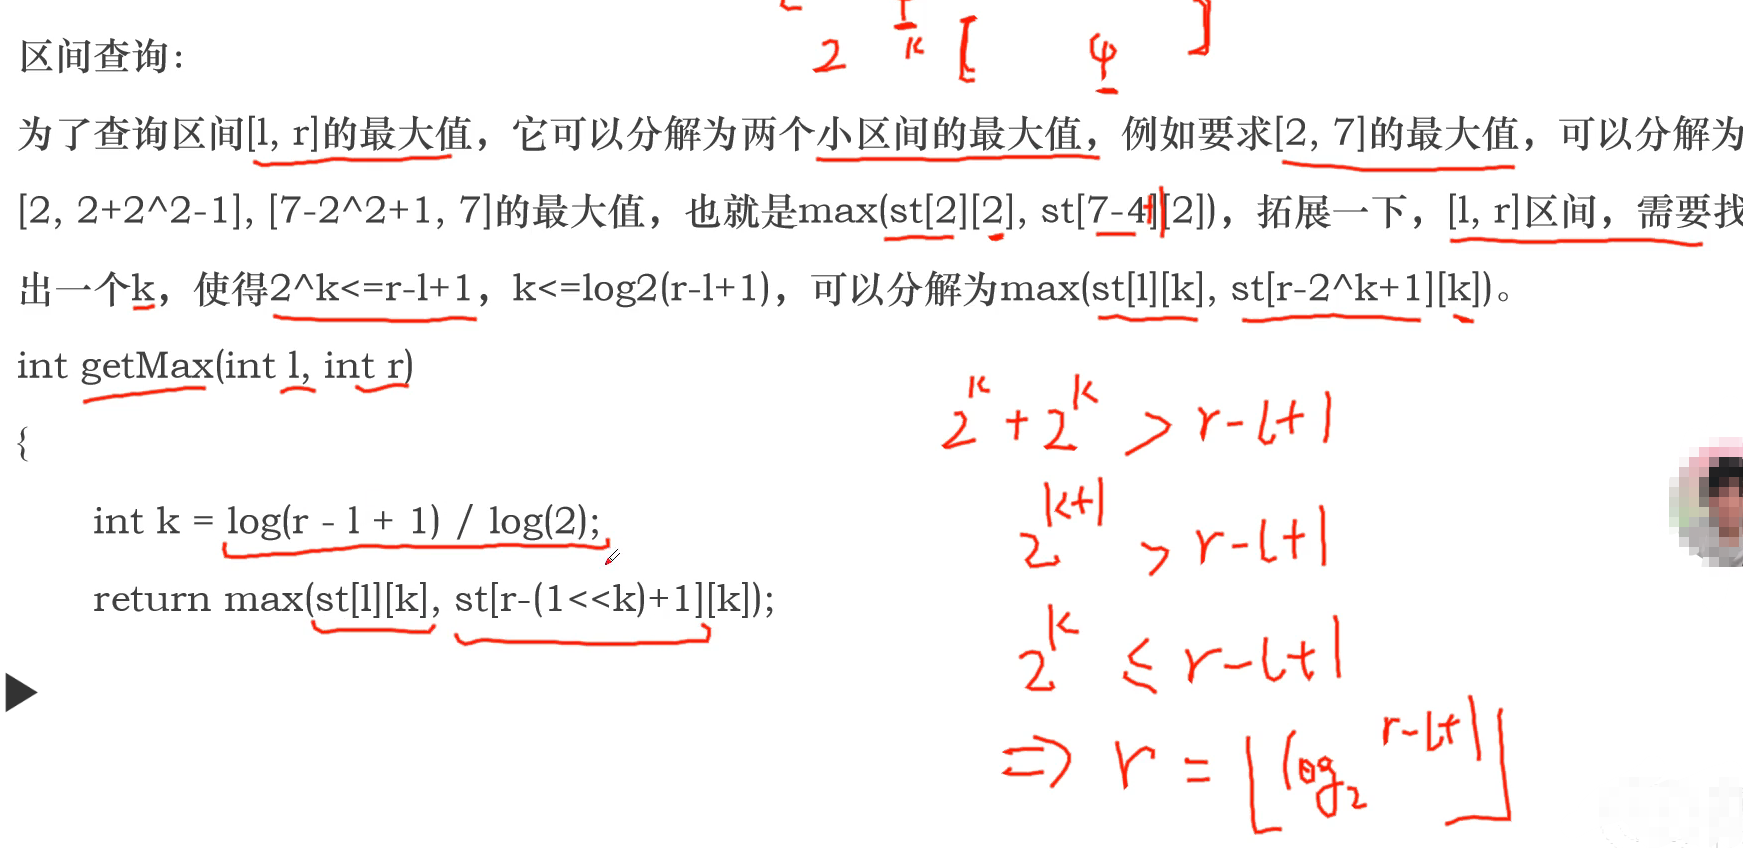 2 k [ 4 ]
区间查询:
为了查询区间[l, r]的最大值，它可以分解为两个小区间的最大值，例如要求[2, 7]的最大值，可以分解为
[2, 2+2^2-1], [7-2^2+1, 7]的最大值，也就是max(st[2][2], st[7-4+1][2])，拓展一下，[l, r]区间，需要找
出一个k，使得2^k<=r-l+1，k<=log2(r-l+1)，可以分解为max(st[l][k], st[r-2^k+1][k])。
int getMax(int l, int r)
2^k + 2^k > r-l+1
{
2^k+1 > r-l+1
int k = log(r - l + 1) / log(2);
return max(st[l][k], st[r-(1<<k)+1][k]);
2^k ≤ r-l+1
⇒ r = ⌊log₂ r-l+1⌋